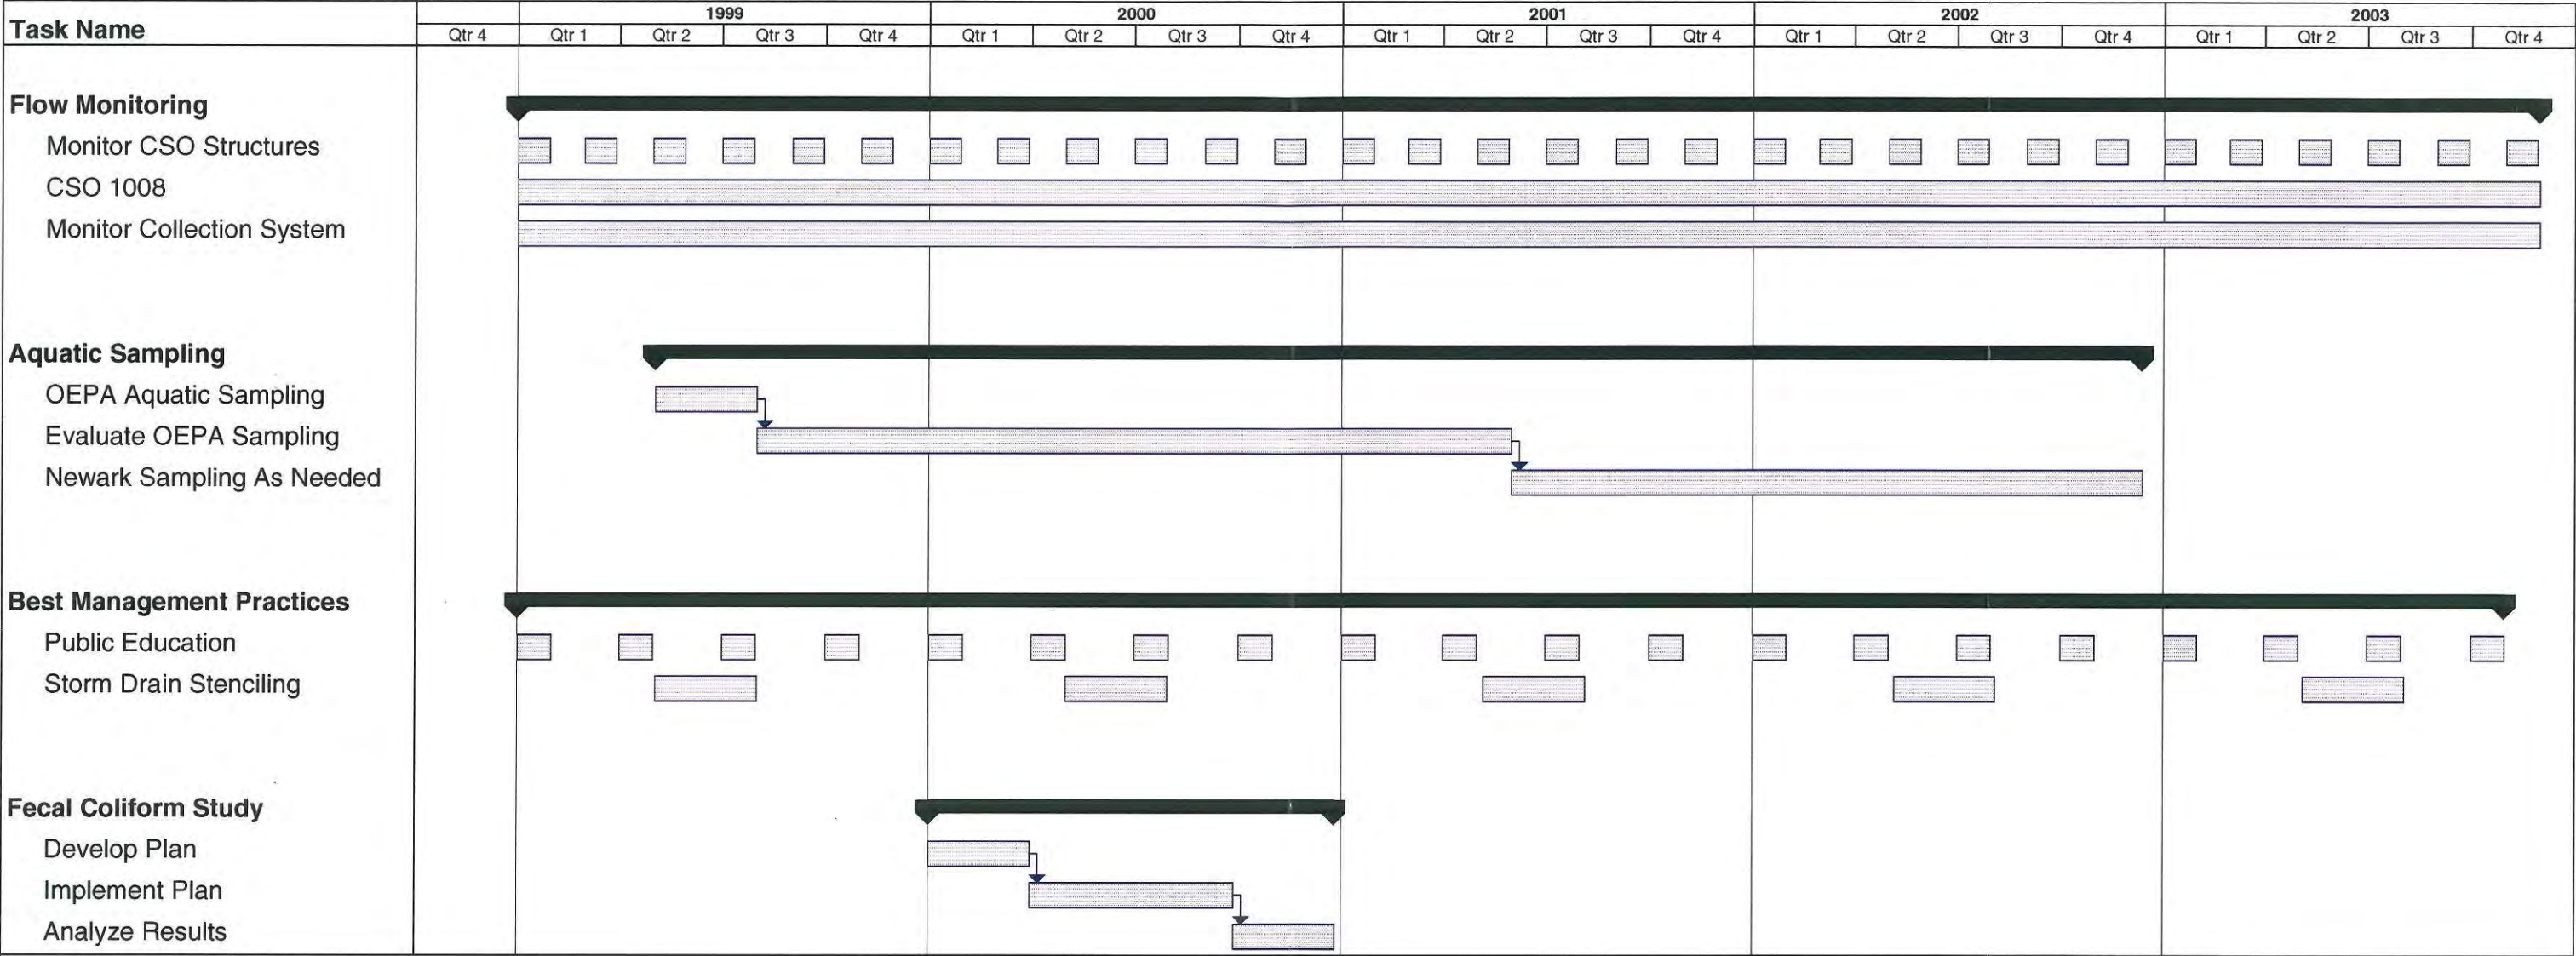 1999 2000 2001 2002 2003
Task Name Qtr 4 Qtr 1 Qtr 2 Qtr 3 Qtr 4 Qtr 1 Qtr 2 Qtr 3 Qtr 4 Qtr 1 Qtr 2 Qtr 3 Qtr 4 Qtr 1 Qtr 2 Qtr 3 Qtr 4 Qtr 1 Qtr 2 Qtr 3 Qtr 4
Flow Monitoring
Monitor CSO Structures
CSO 1008
Monitor Collection System
Aquatic Sampling
OEPA Aquatic Sampling
Evaluate OEPA Sampling
Newark Sampling As Needed
Best Management Practices
Public Education
Storm Drain Stenciling
Fecal Coliform Study
Develop Plan
Implement Plan
Analyze Results